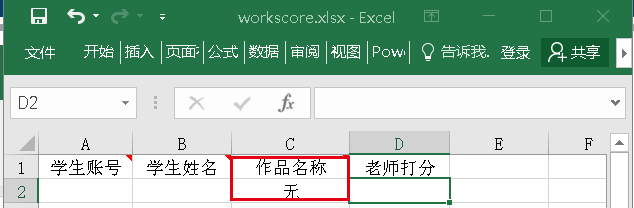 workscore.xlsx - Excel
文件 开始 插入 公式 数据 审阅 视图 Pow 告诉我. 登录 共享
D2 fx
A B C D E F
1 学生账号 学生姓名 作品名称 老师打分
2 无